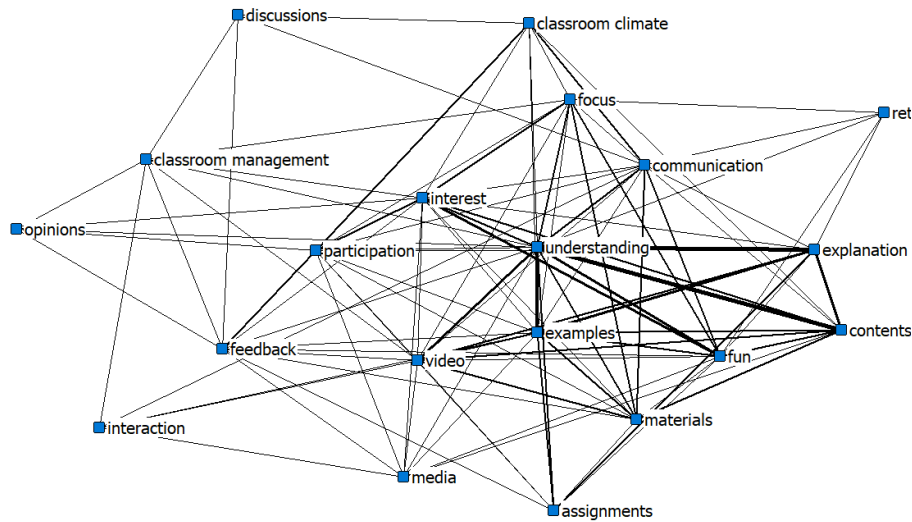 discussions
classroom climate
focus
ret
classroom management
communication
interest
opinions
participation
understanding
explanation
examples
contents
feedback
video
fun
materials
interaction
media
assignments